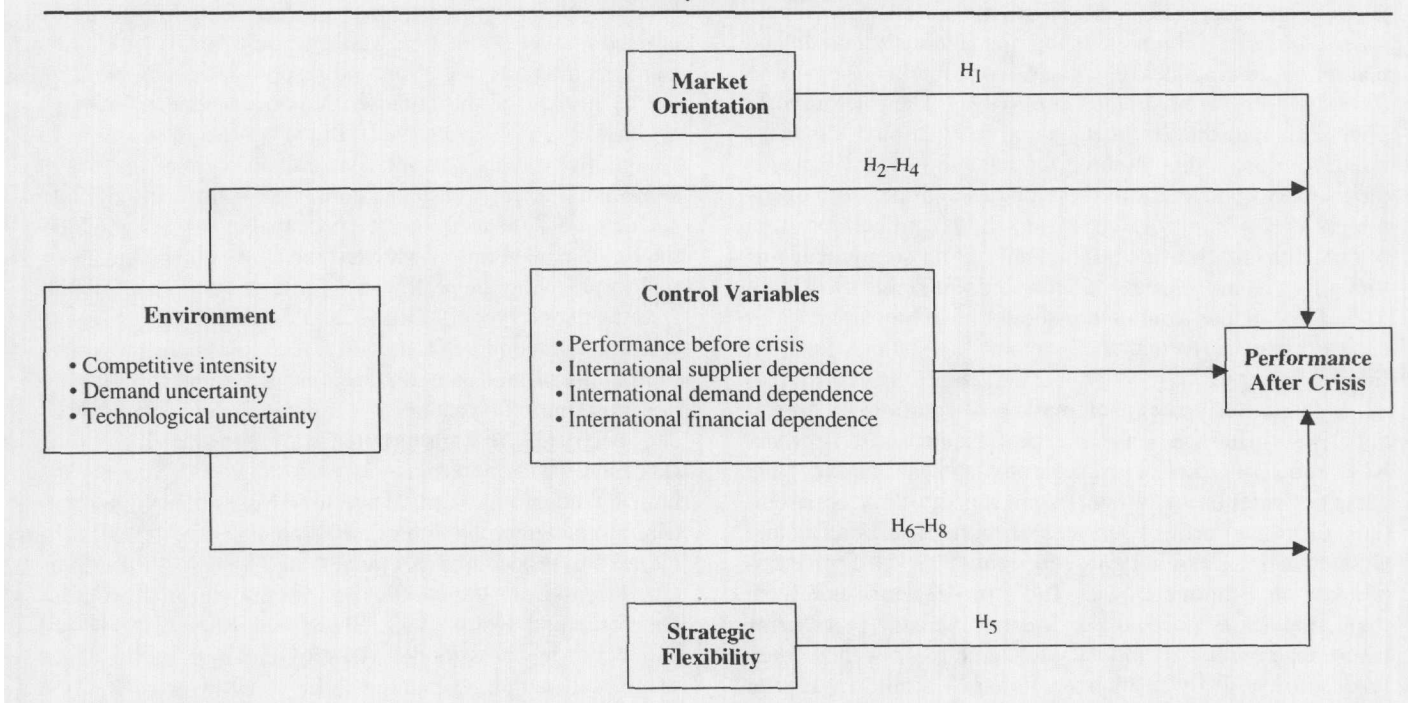 Market
Orientation
H1
H2–H4
Environment
• Competitive intensity
• Demand uncertainty
• Technological uncertainty
Control Variables
• Performance before crisis
• International supplier dependence
• International demand dependence
• International financial dependence
Performance
After Crisis
H6–H8
Strategic
Flexibility
H5